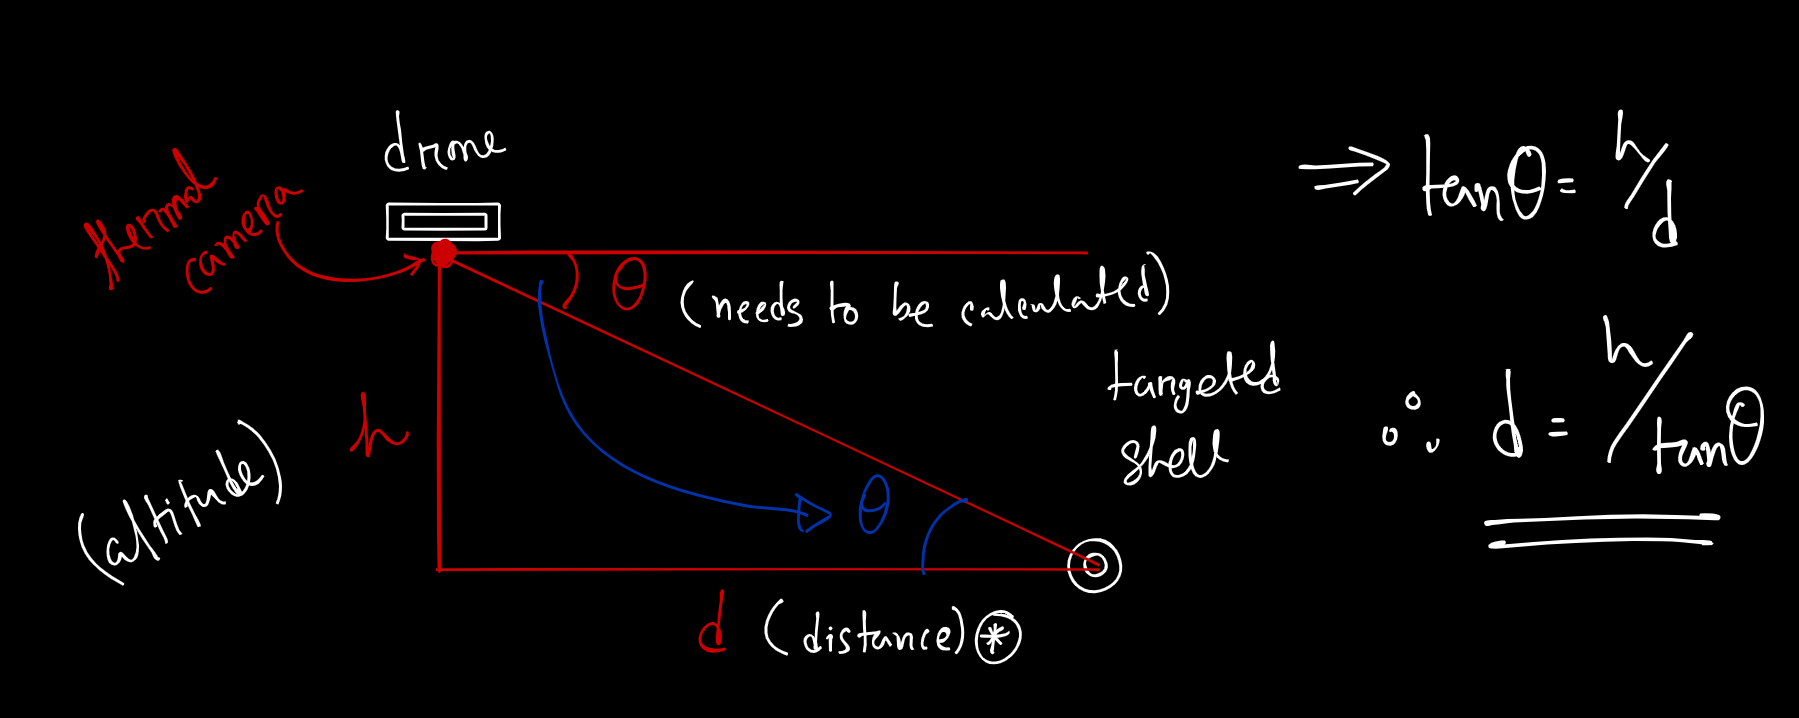 drone
thermal
camera
θ
(needs to be calculated)
targeted
shell
h
(altitude)
θ
d (distance) *
⇒ tanθ = h/d
∴ d = h/tanθ